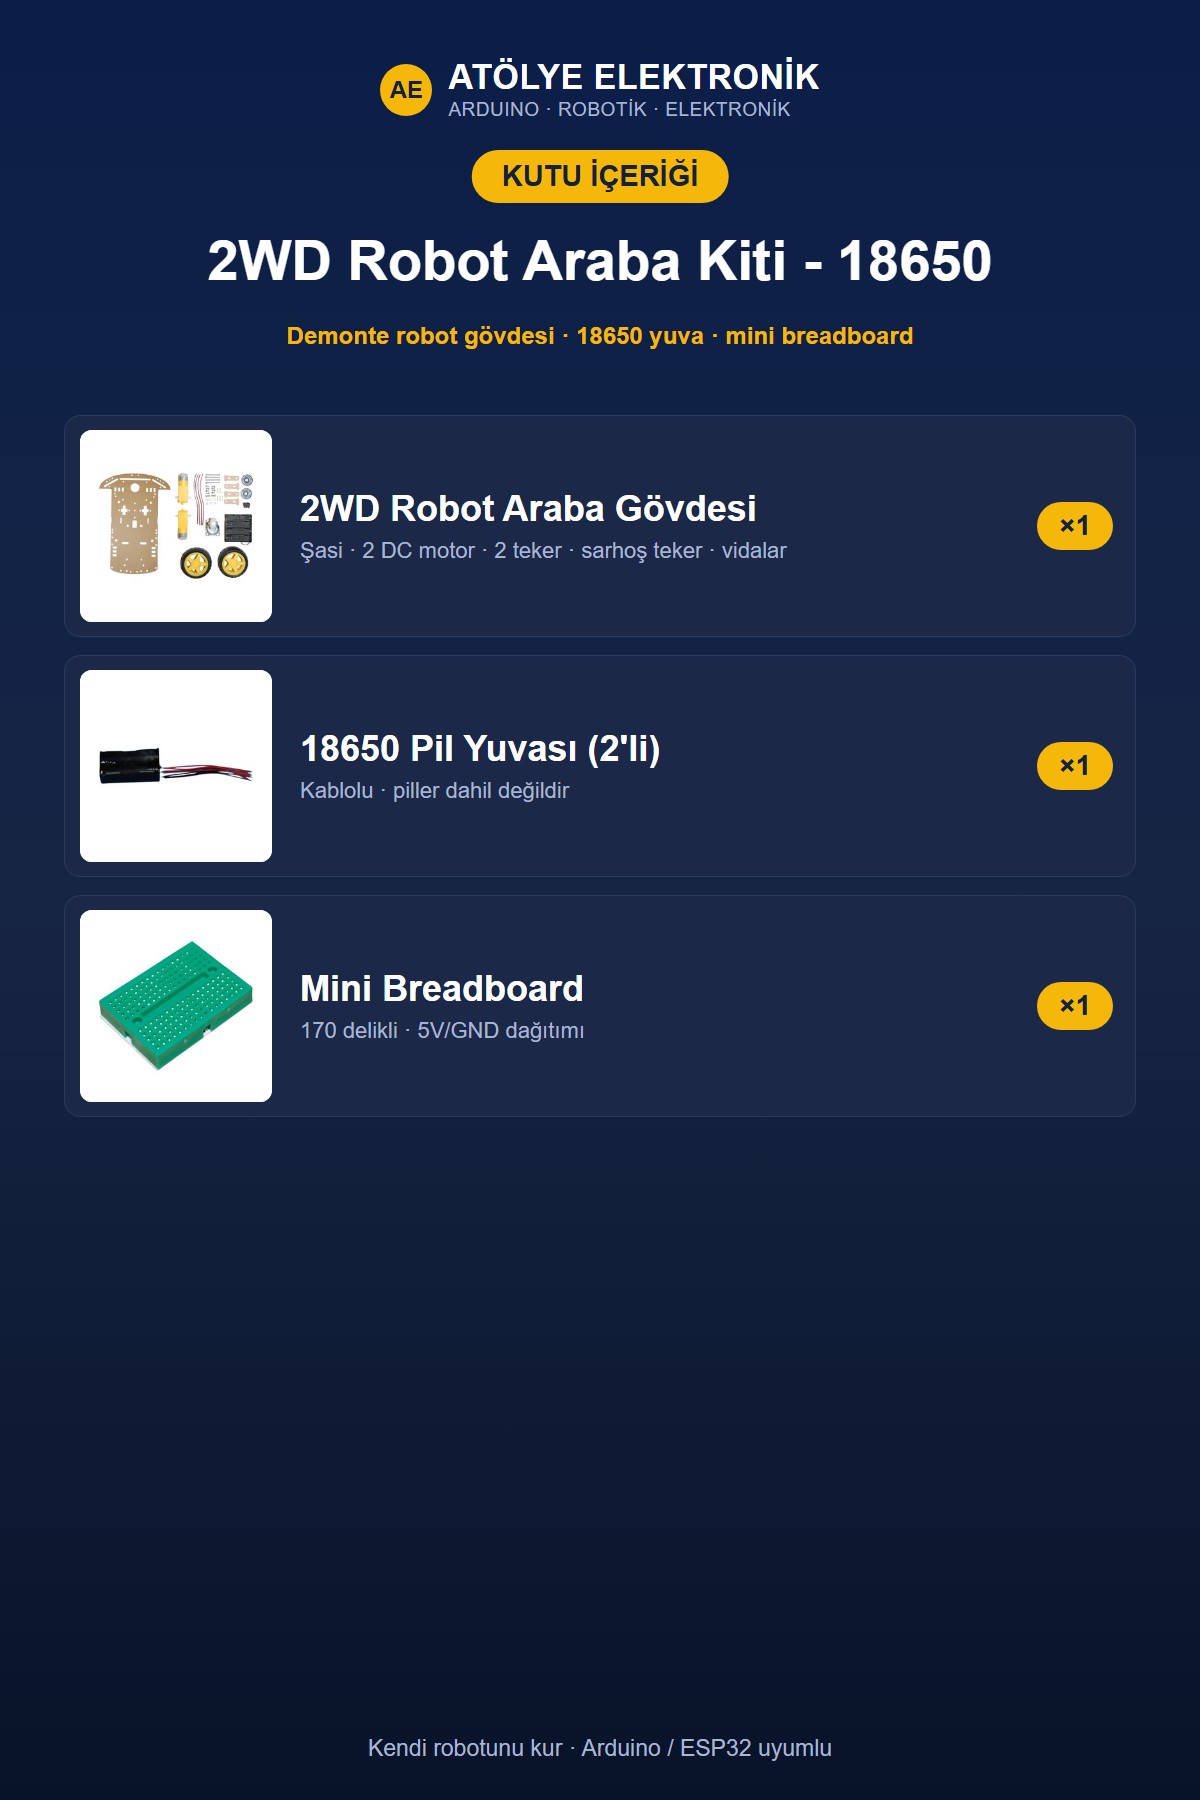 AE
ATÖLYE ELEKTRONİK
ARDUINO · ROBOTİK · ELEKTRONİK
KUTU İÇERİĞİ
2WD Robot Araba Kiti - 18650
Demonte robot gövdesi · 18650 yuva · mini breadboard
2WD Robot Araba Gövdesi
Şasi · 2 DC motor · 2 teker · sarhoş teker · vidalar
×1
18650 Pil Yuvası (2'li)
Kablolu · piller dahil değildir
×1
Mini Breadboard
170 delikli · 5V/GND dağıtımı
×1
Kendi robotunu kur · Arduino / ESP32 uyumlu